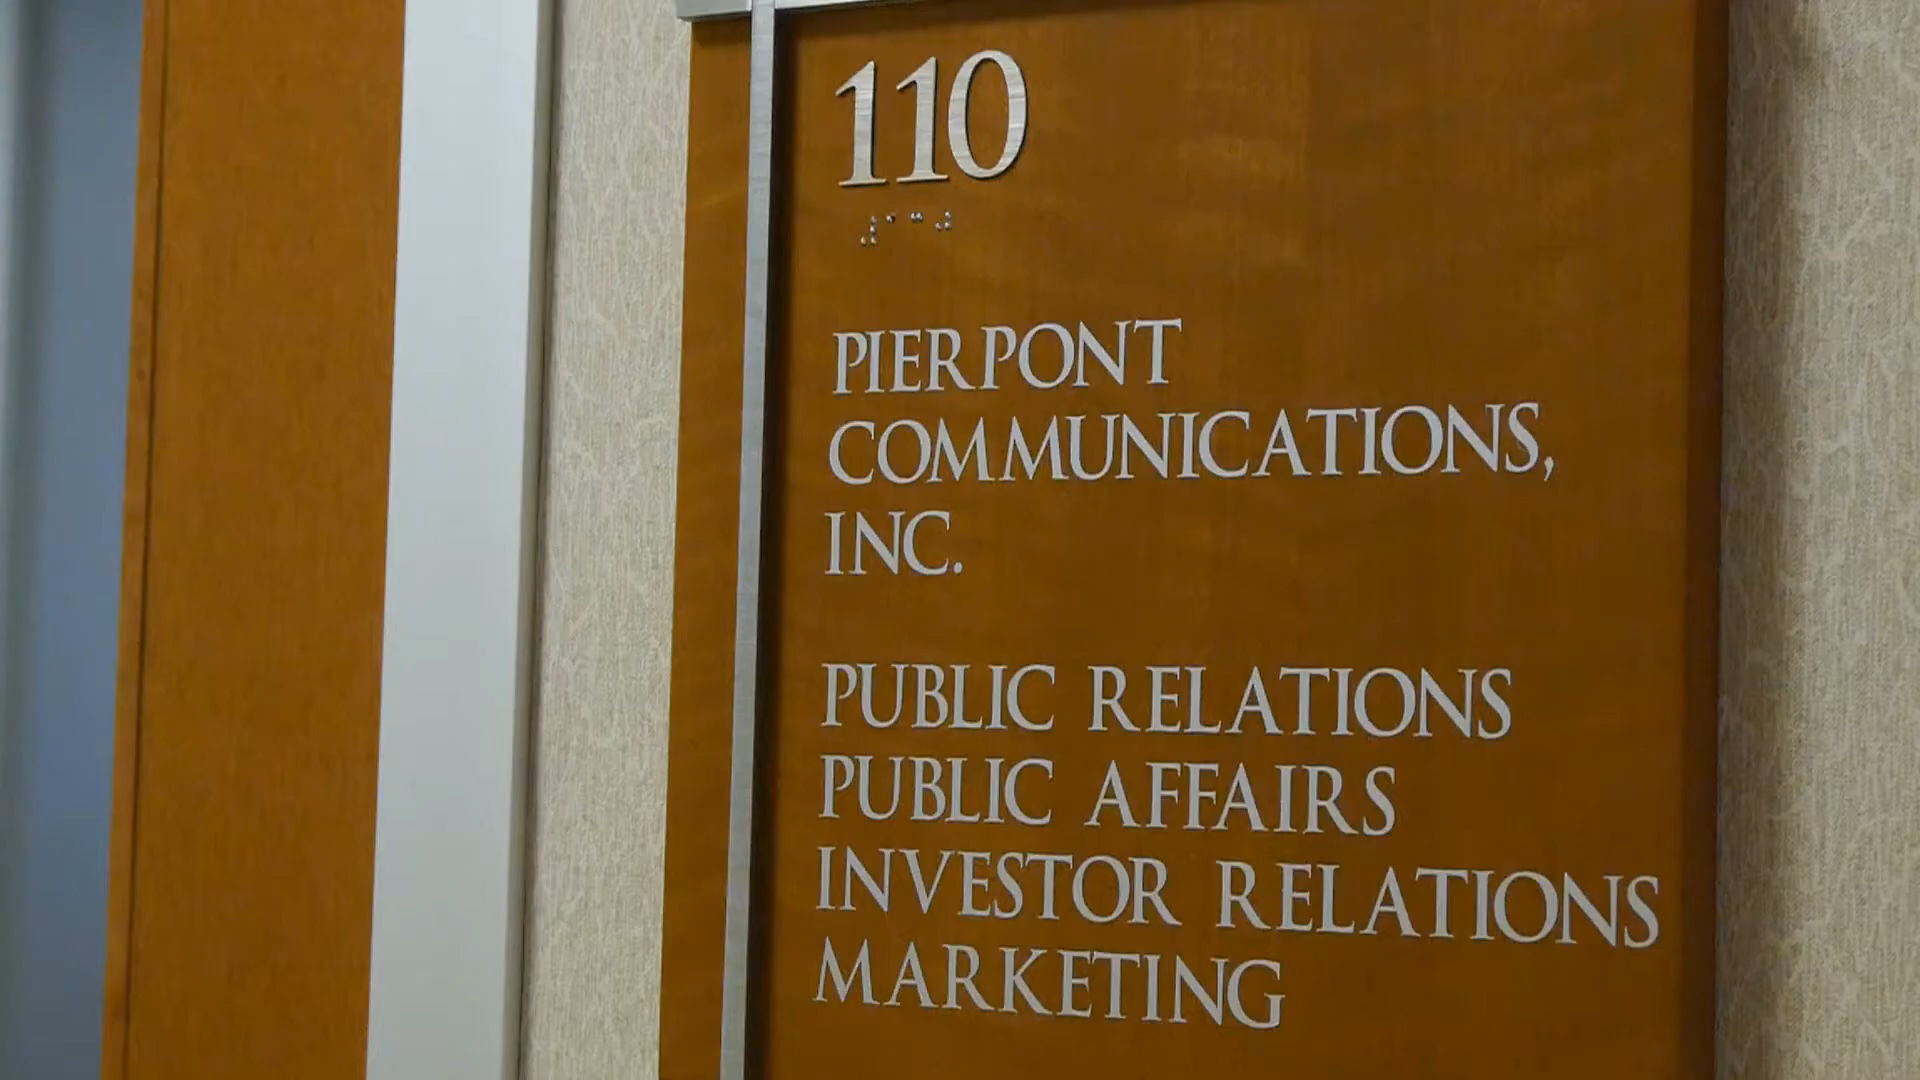 110
PIERPONT
COMMUNICATIONS,
INC.
PUBLIC RELATIONS
PUBLIC AFFAIRS
INVESTOR RELATIONS
MARKETING